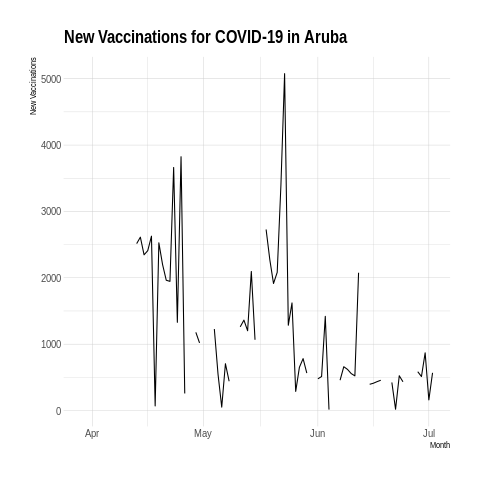 New Vaccinations for COVID-19 in Aruba
New Vaccinations
5000
4000
3000
2000
1000
0
Apr
May
Jun
Jul
Month